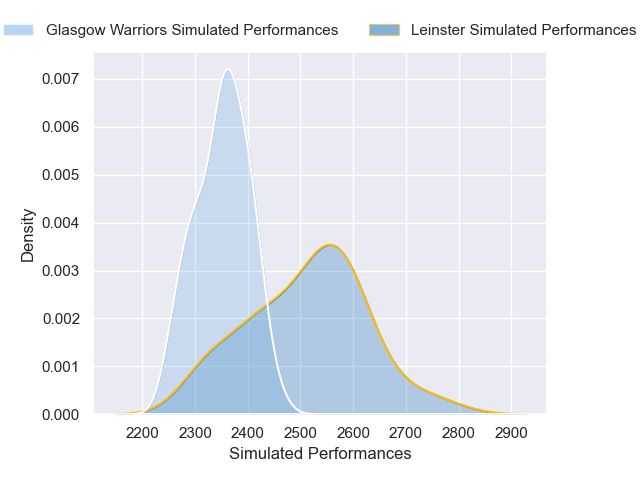 Glasgow Warriors Simulated Performances
Leinster Simulated Performances
0.007
0.006
0.005
0.004
0.003
0.002
0.001
0.000
Density
2200 2300 2400 2500 2600 2700 2800 2900
Simulated Performances